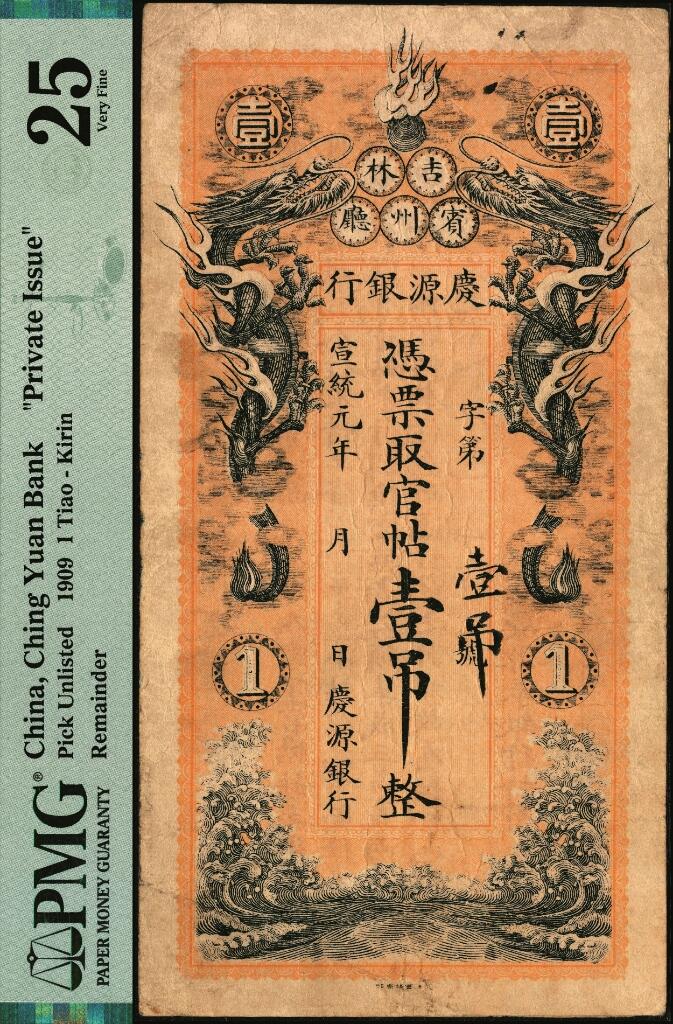 PMG®
PAPER MONEY GUARANTY
China, Ching Yuan Bank "Private Issue"
Pick Unlisted 1909 1 Tiao - Kirin
Remainder
25
Very Fine
壹
壹
吉林
賓州廳
慶源銀行
字第
壹吊
號
憑票取官帖壹吊整
宣統元年 月 日慶源銀行
1
1